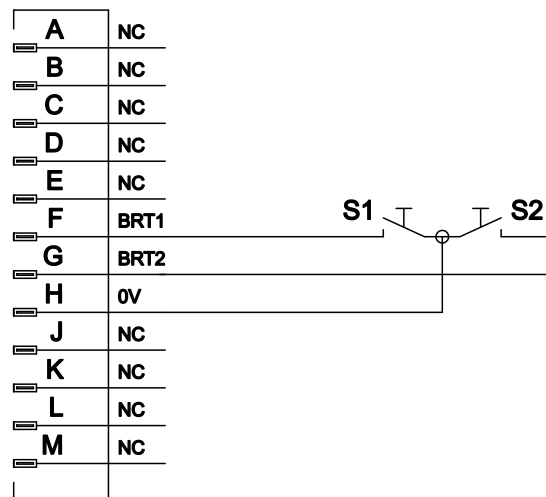 A NC
B NC
C NC
D NC
E NC
F BRT1 S1 S2
G BRT2
H 0V
J NC
K NC
L NC
M NC